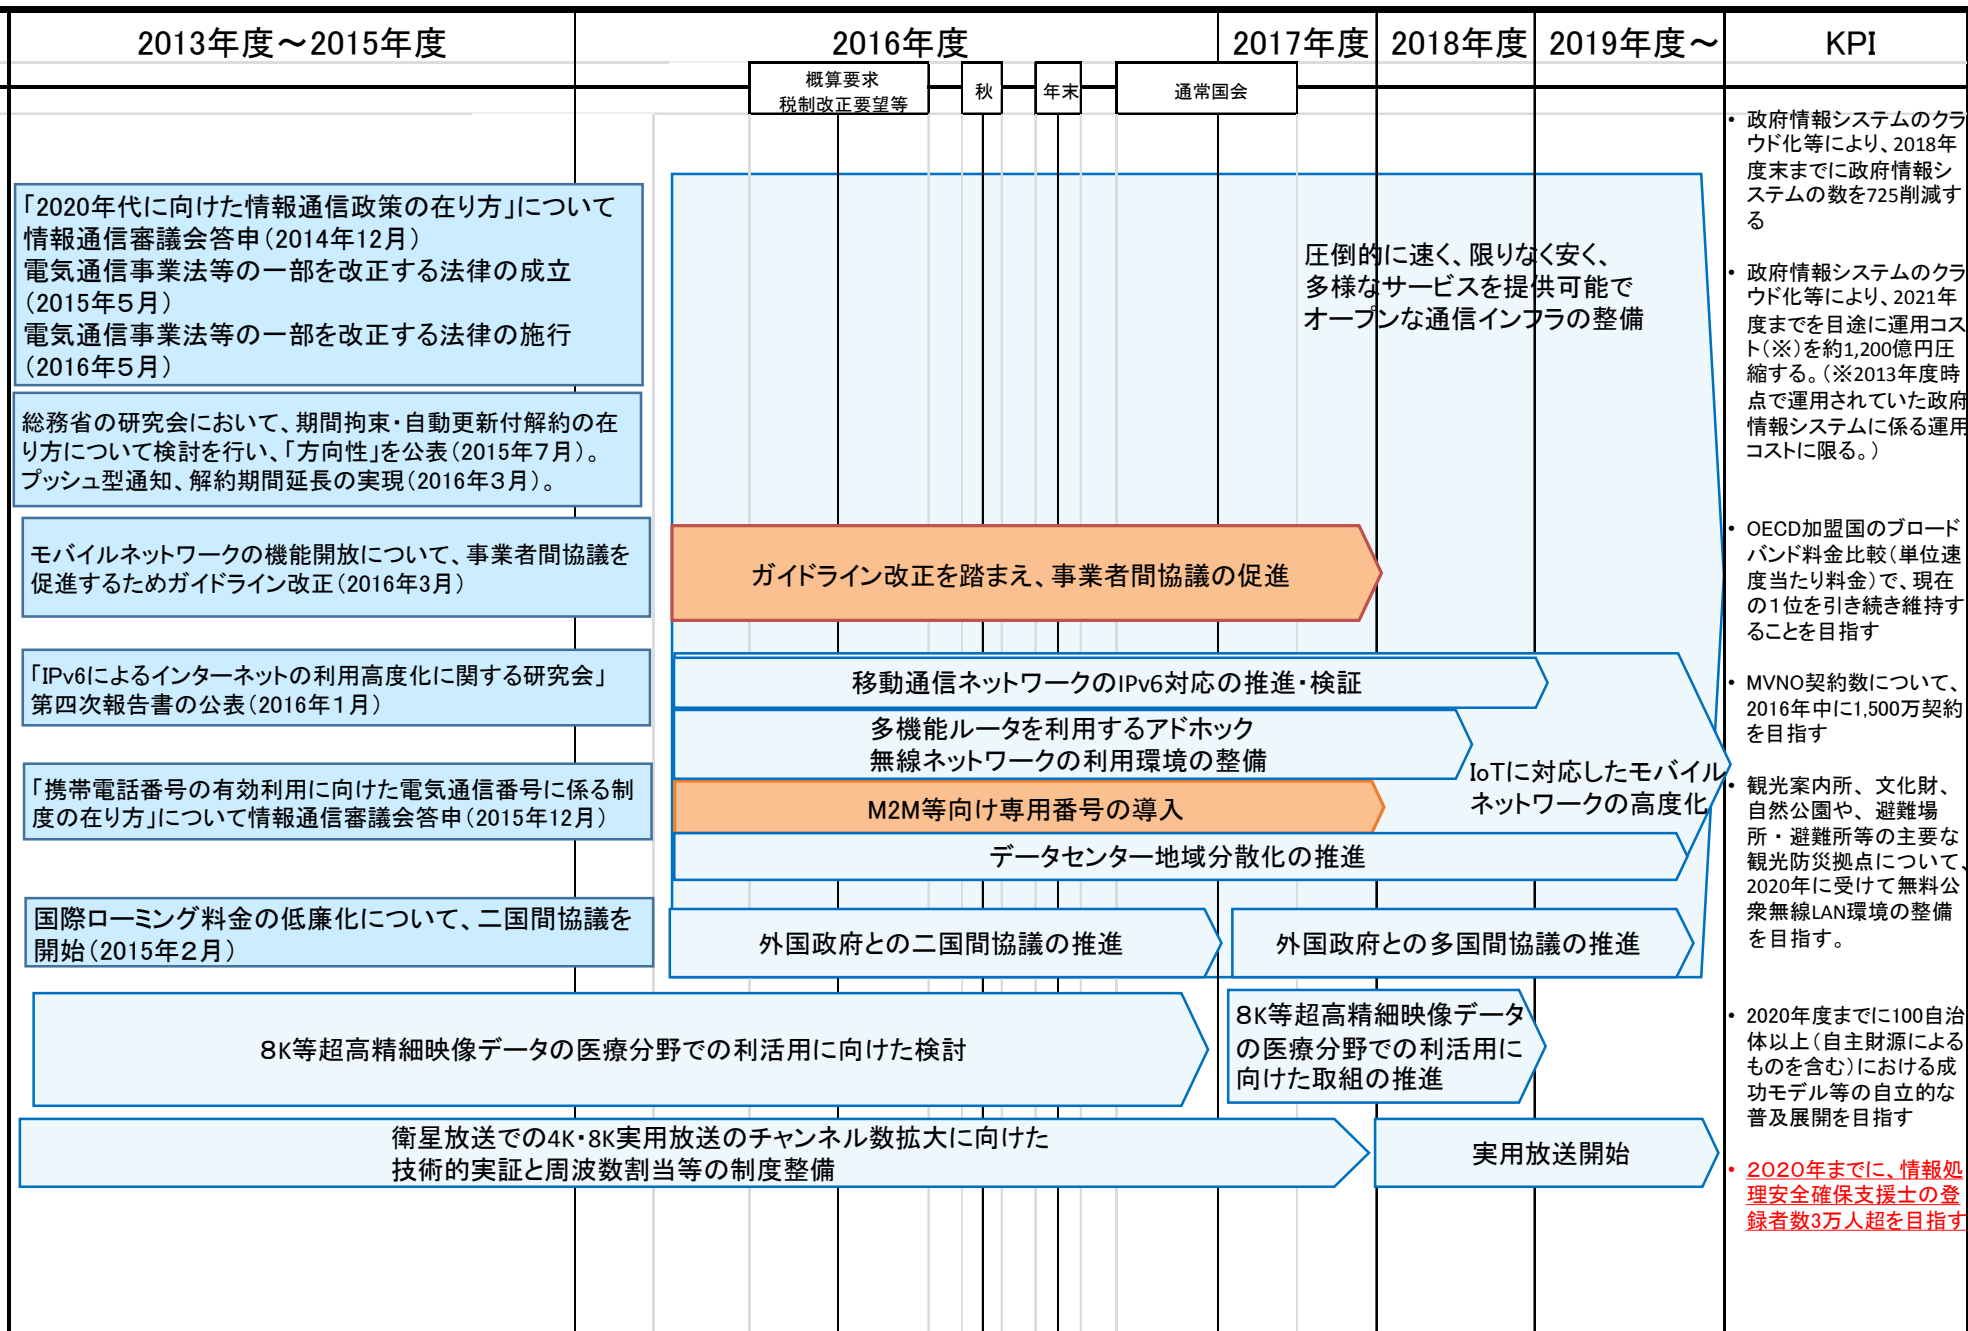 2013年度～2015年度
2016年度
2017年度
2018年度
2019年度～
KPI
概算要求
税制改正要望等
秋
年末
通常国会
「2020年代に向けた情報通信政策の在り方」について
情報通信審議会答申（2014年12月）
電気通信事業法等の一部を改正する法律の成立
（2015年５月）
電気通信事業法等の一部を改正する法律の施行
（2016年５月）
総務省の研究会において、期間拘束・自動更新付解約の在
り方について検討を行い、「方向性」を公表（2015年７月）。
プッシュ型通知、解約期間延長の実現（2016年３月）。
モバイルネットワークの機能開放について、事業者間協議を
促進するためガイドライン改正（2016年3月）
「IPv6によるインターネットの利用高度化に関する研究会」
第四次報告書の公表（2016年１月）
「携帯電話番号の有効利用に向けた電気通信番号に係る制
度の在り方」について情報通信審議会答申（2015年12月）
国際ローミング料金の低廉化について、二国間協議を
開始（2015年２月）
圧倒的に速く、限りなく安く、
多様なサービスを提供可能で
オープンな通信インフラの整備
ガイドライン改正を踏まえ、事業者間協議の促進
移動通信ネットワークのIPv6対応の推進・検証
多機能ルータを利用するアドホック
無線ネットワークの利用環境の整備
M2M等向け専用番号の導入
IoTに対応したモバイル
ネットワークの高度化
データセンター地域分散化の推進
外国政府との二国間協議の推進
外国政府との多国間協議の推進
８K等超高精細映像データの医療分野での利活用に向けた検討
８K等超高精細映像データ
の医療分野での利活用に
向けた取組の推進
衛星放送での4K・8K実用放送のチャンネル数拡大に向けた
技術的実証と周波数割当等の制度整備
実用放送開始
• 政府情報システムのクラ
ウド化等により、2018年
度末までに政府情報シ
ステムの数を725削減す
る
• 政府情報システムのクラ
ウド化等により、2021年
度までを目途に運用コス
ト（※）を約1,200億円圧
縮する。（※2013年度時
点で運用されていた政府
情報システムに係る運用
コストに限る。）
• OECD加盟国のブロード
バンド料金比較（単位速
度当たり料金）で、現在
の１位を引き続き維持す
ることを目指す
• MVNO契約数について、
2016年中に1,500万契約
を目指す
• 観光案内所、文化財、
自然公園や、避難場
所・避難所等の主要な
観光防災拠点について、
2020年に受けて無料公
衆無線LAN環境の整備
を目指す。
• 2020年度までに100自治
体以上（自主財源による
ものを含む）における成
功モデル等の自立的な
普及展開を目指す
• ２０２０年までに、情報処
理安全確保支援士の登
録者数3万人超を目指す